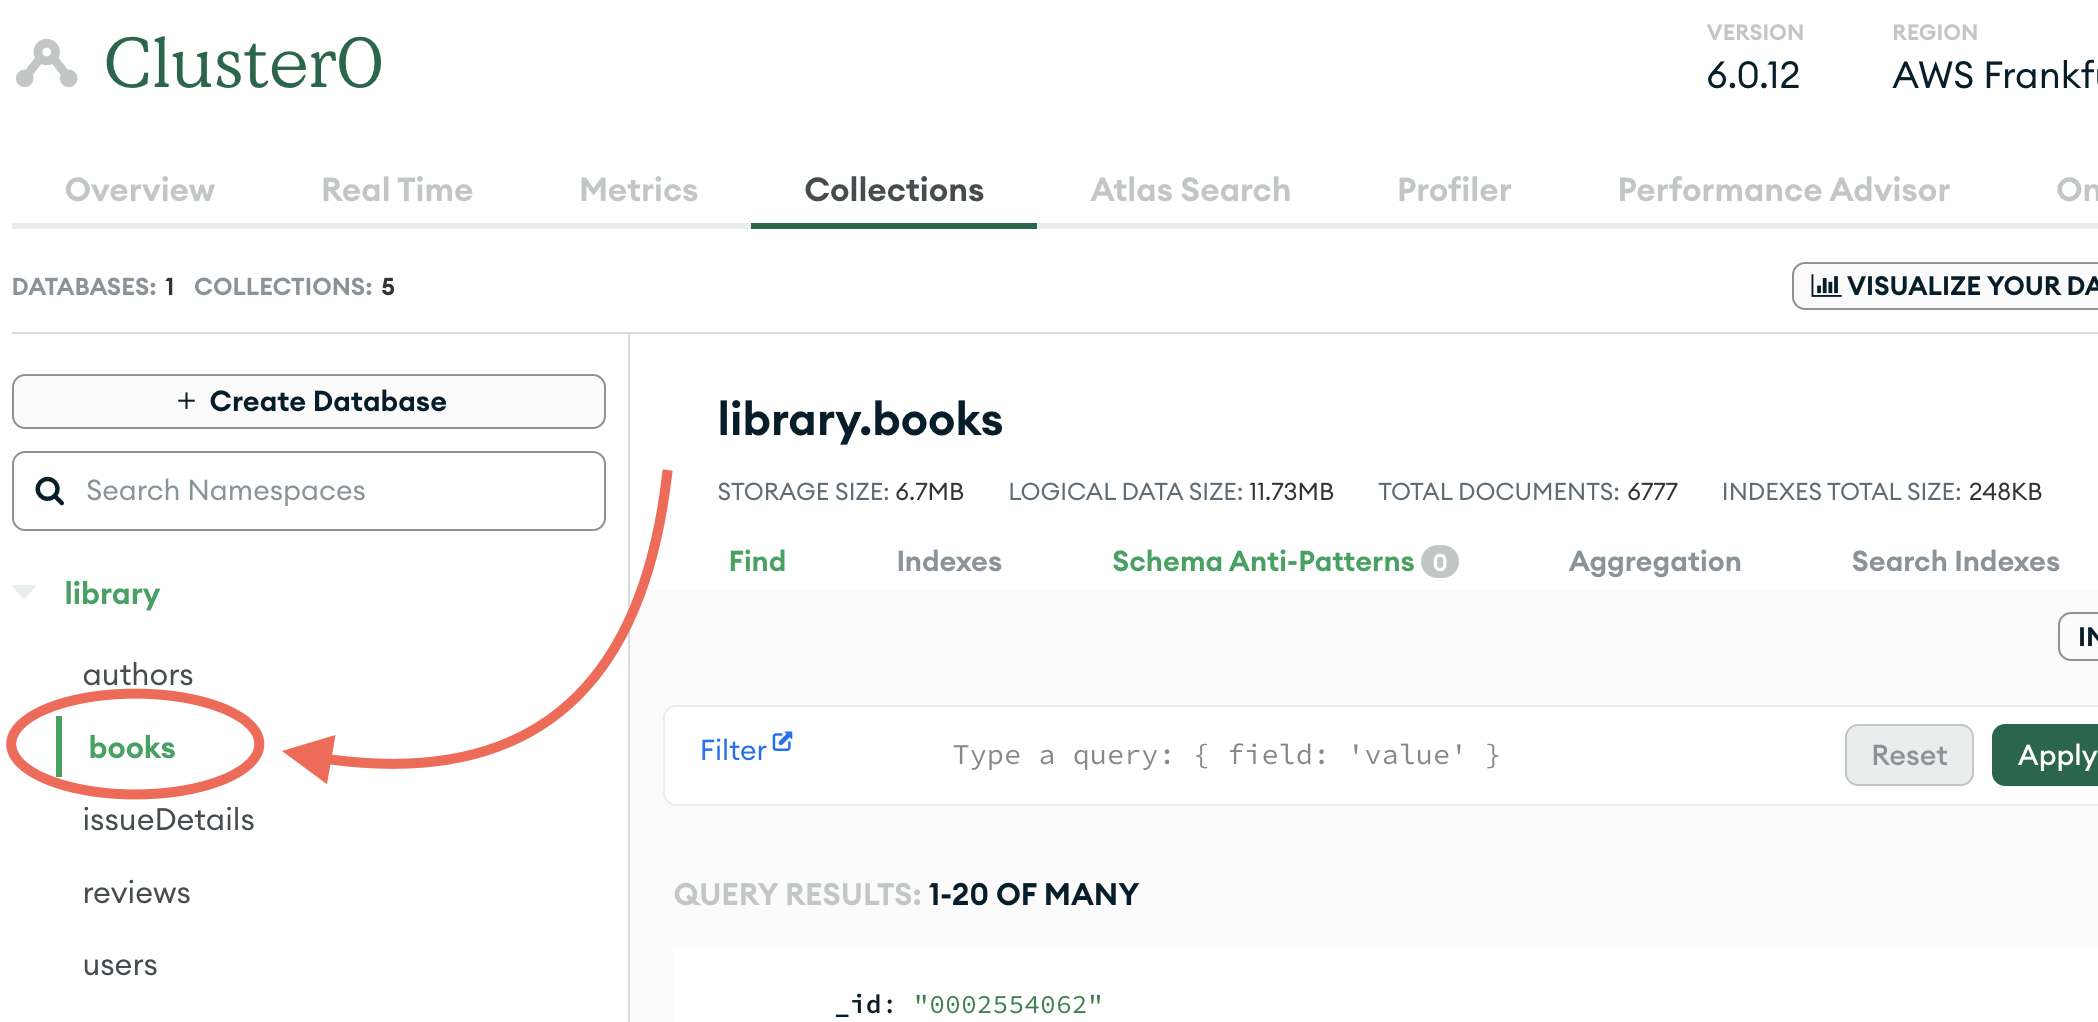 Cluster0
VERSION
6.0.12
REGION
AWS Frankfu
Overview Real Time Metrics Collections Atlas Search Profiler Performance Advisor On
DATABASES: 1 COLLECTIONS: 5
VISUALIZE YOUR DA
+ Create Database
Search Namespaces
library
authors
books
issueDetails
reviews
users
library.books
STORAGE SIZE: 6.7MB LOGICAL DATA SIZE: 11.73MB TOTAL DOCUMENTS: 6777 INDEXES TOTAL SIZE: 248KB
Find Indexes Schema Anti-Patterns 0 Aggregation Search Indexes
IN
Filter Type a query: { field: 'value' } Reset Apply
QUERY RESULTS: 1-20 OF MANY
_id: "0002554062"